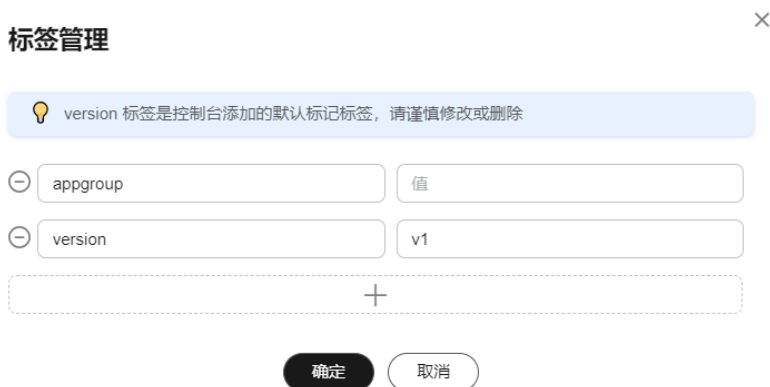 标签管理
version 标签是控制台添加的默认标记标签，请谨慎修改或删除
appgroup 值
version v1
确定 取消